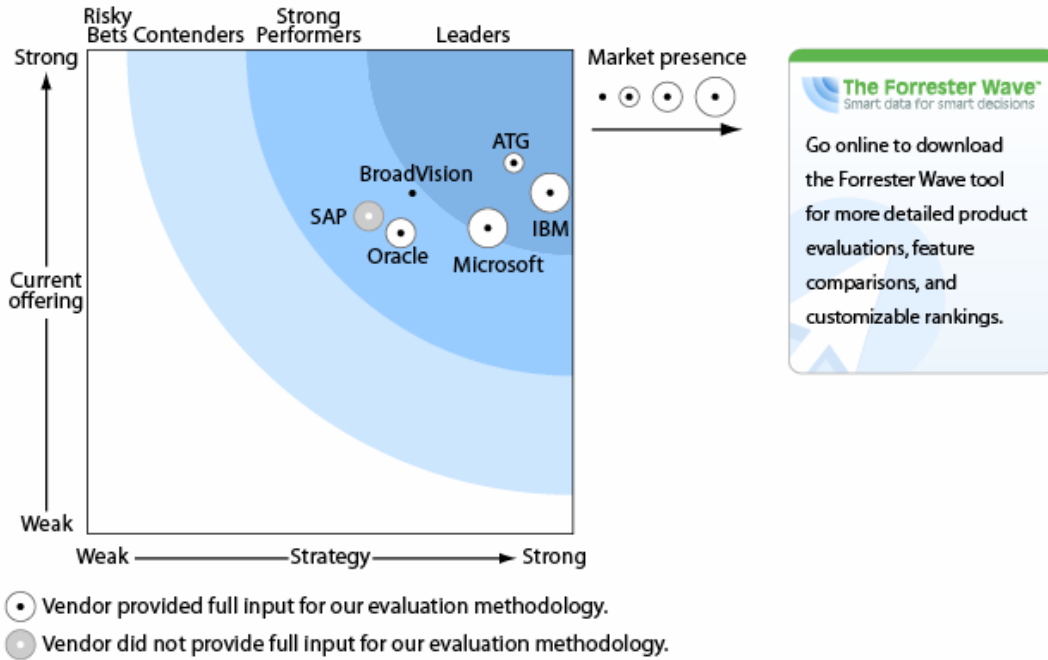 Risky
Bets
Contenders
Strong
Performers
Leaders
Strong
Market presence
The Forrester Wave™
Smart data for smart decisions
Go online to download
the Forrester Wave tool
for more detailed product
evaluations, feature
comparisons, and
customizable rankings.
ATG
BroadVision
SAP
IBM
Oracle
Microsoft
Current
offering
Weak
Weak
Strategy
Strong
Vendor provided full input for our evaluation methodology.
Vendor did not provide full input for our evaluation methodology.